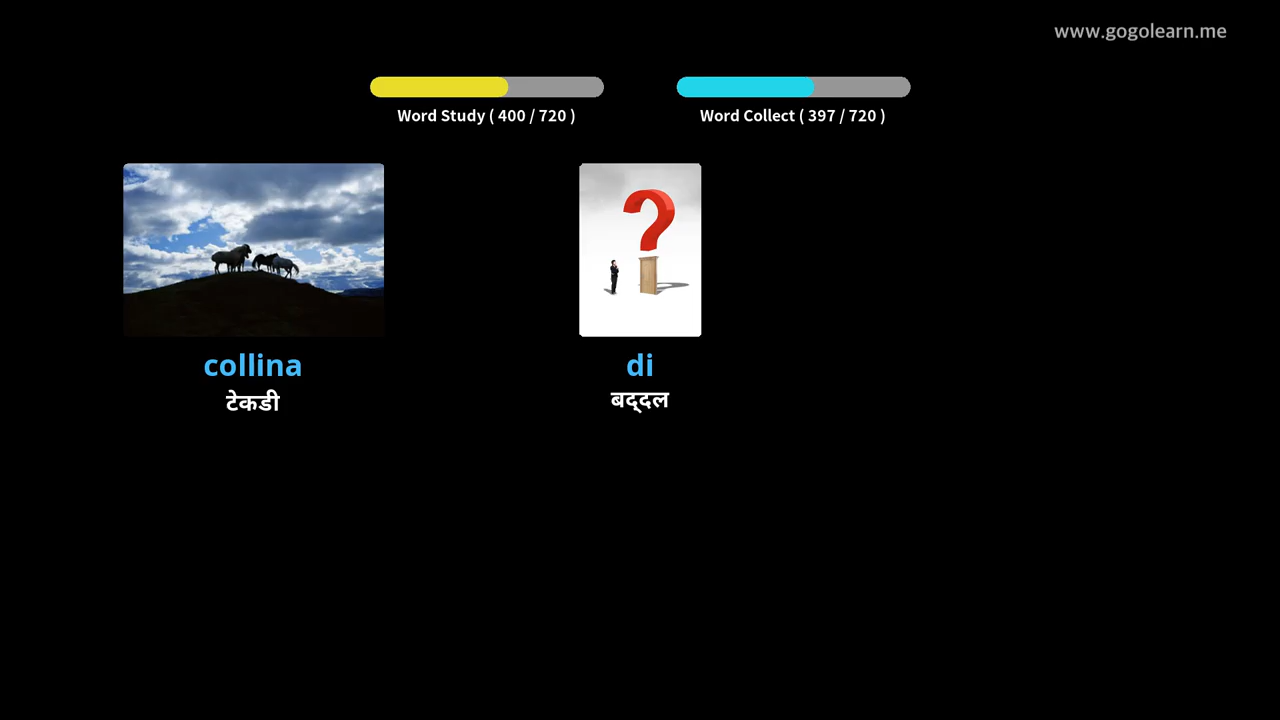 www.gogolearn.me
Word Study ( 400 / 720 )
Word Collect ( 397 / 720 )
collina
टेकडी
di
बद्दल